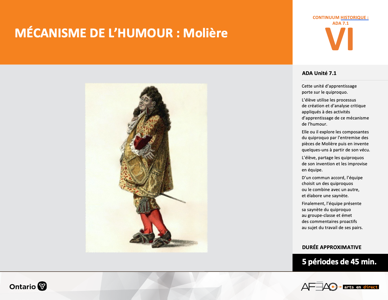 MÉCANISME DE L'HUMOUR : Molière
CONTINUUM HISTORIQUE :
ADA 7.1
VI
ADA Unité 7.1
Cette unité d'apprentissage
porte sur le quiproquo:
L'élève utilise les processus
de création et d'analyse critique
appliqués à des activités
d'apprentissage de ce mécanisme
de l'humour.
Elle ou il explore les composantes
du quiproquo par l'entremise des
pièces de Molière puis en invente
quelques-uns à partir de son vécu.
L'élève, partage les quiproquos
de son invention et les improvise
en équipe.
D'un commun accord, l'équipe
choisit un des quiproquos
ou le combine avec un autre,
et élabore une saynète.
Finalement, l'équipe présente
sa saynète du quiproquo
au groupe-classe et émet
des commentaires proactifs
au sujet du travail de ses pairs.
DURÉE APPROXIMATIVE
5 périodes de 45 min.
Ontario
AFÉAO arts en direct